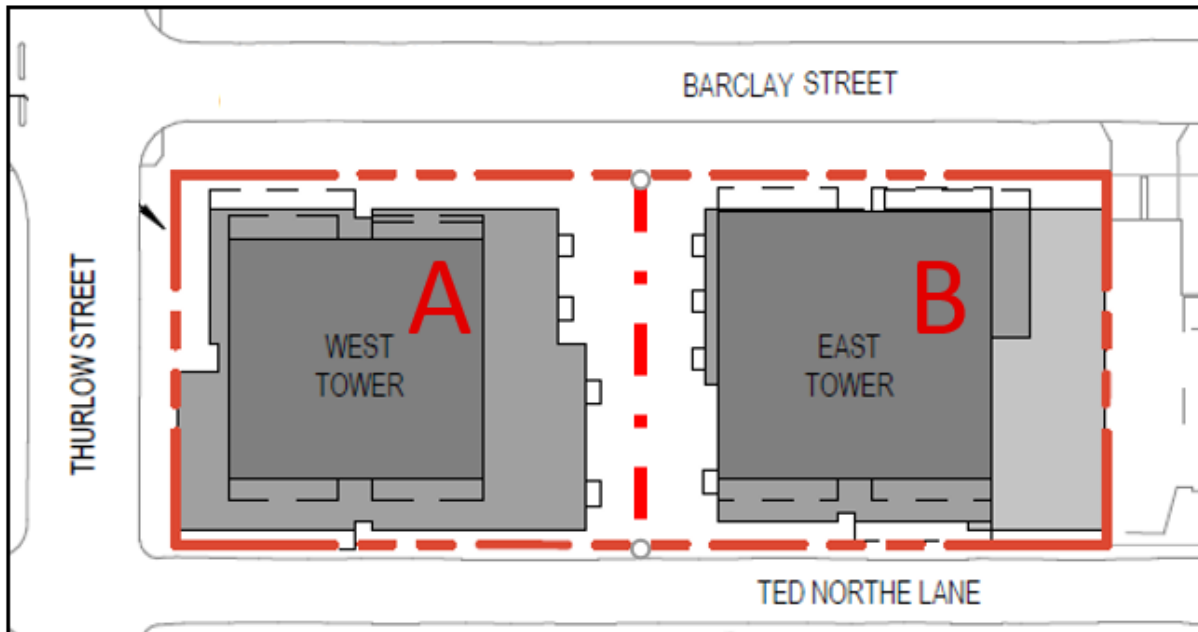 BARCLAY STREET
THURLOW STREET
A
WEST
TOWER
B
EAST
TOWER
TED NORTHE LANE